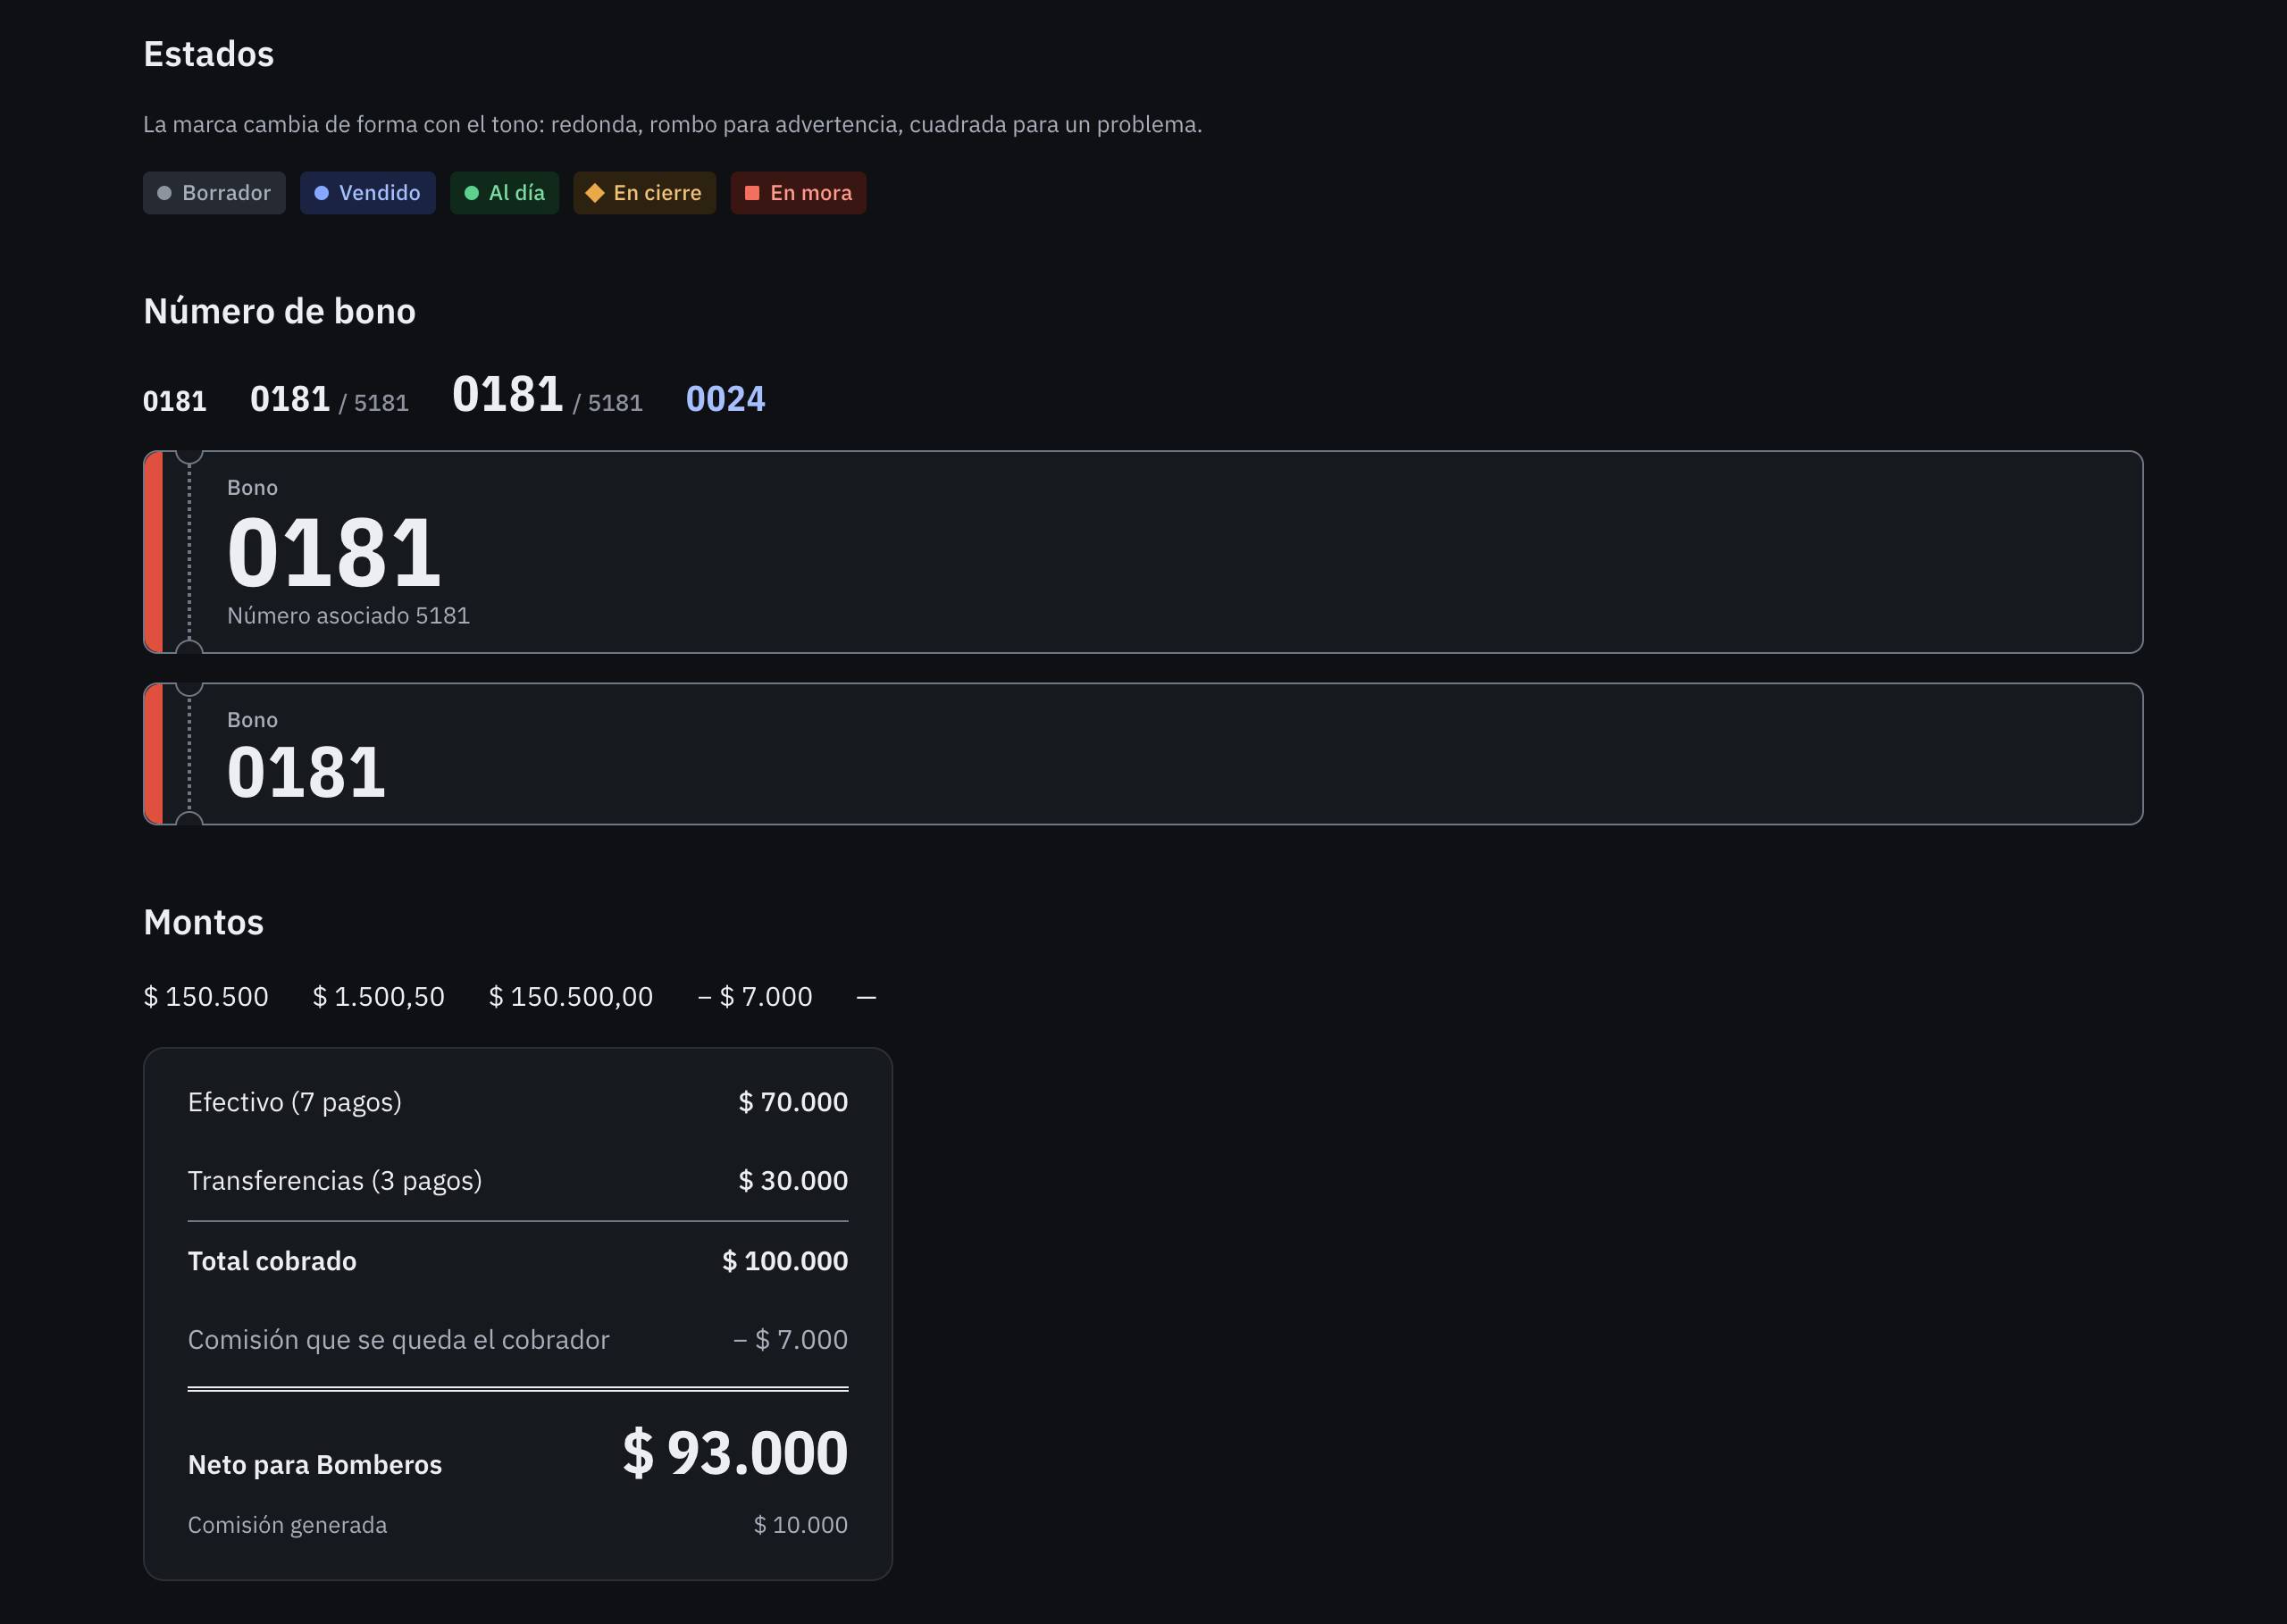 Estados
La marca cambia de forma con el tono: redonda, rombo para advertencia, cuadrada para un problema.
Borrador Vendido Al día En cierre En mora
Número de bono
0181 0181 / 5181 0181 / 5181 0024
Bono
0181
Número asociado 5181
Bono
0181
Montos
$ 150.500 $ 1.500,50 $ 150.500,00 − $ 7.000 —
Efectivo (7 pagos) $ 70.000
Transferencias (3 pagos) $ 30.000
Total cobrado $ 100.000
Comisión que se queda el cobrador − $ 7.000
Neto para Bomberos $ 93.000
Comisión generada $ 10.000